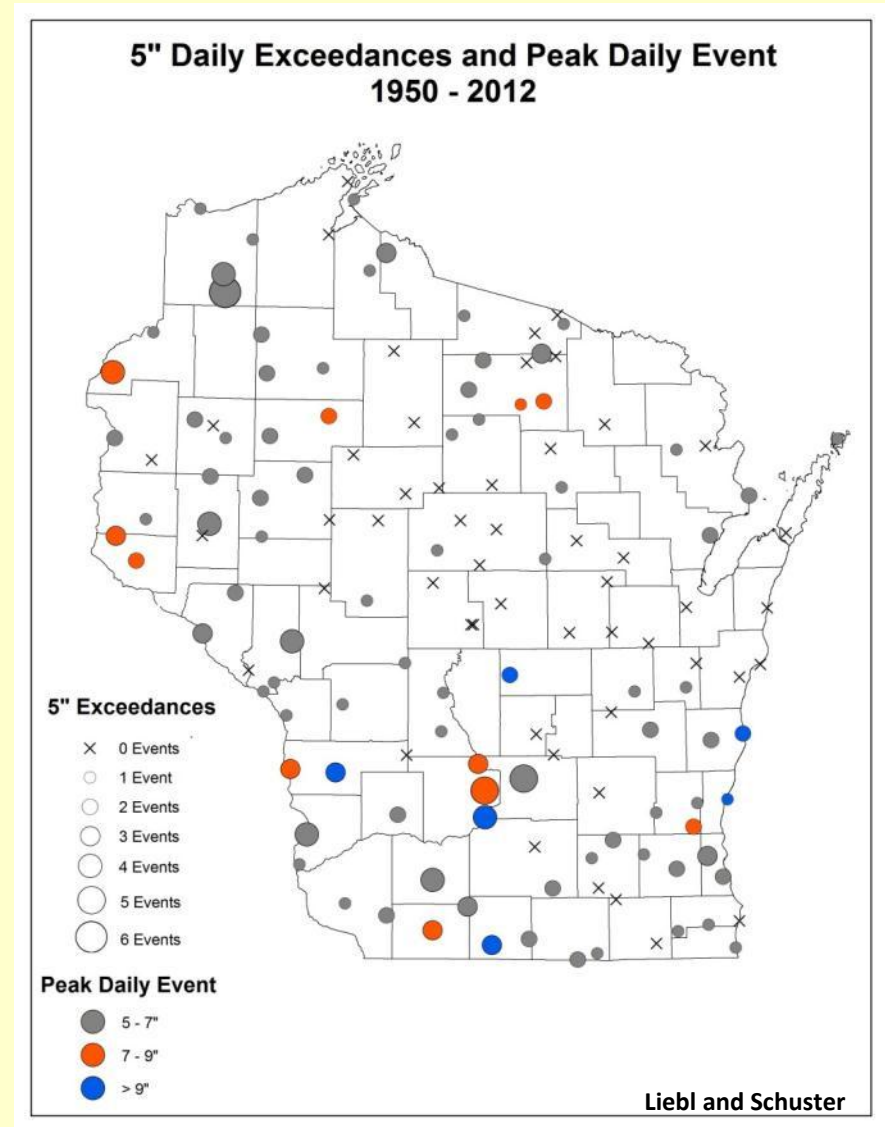 5" Daily Exceedances and Peak Daily Event
1950 - 2012
5" Exceedances
0 Events
1 Event
2 Events
3 Events
4 Events
5 Events
6 Events
Peak Daily Event
5 - 7"
7 - 9"
> 9"
Liebl and Schuster